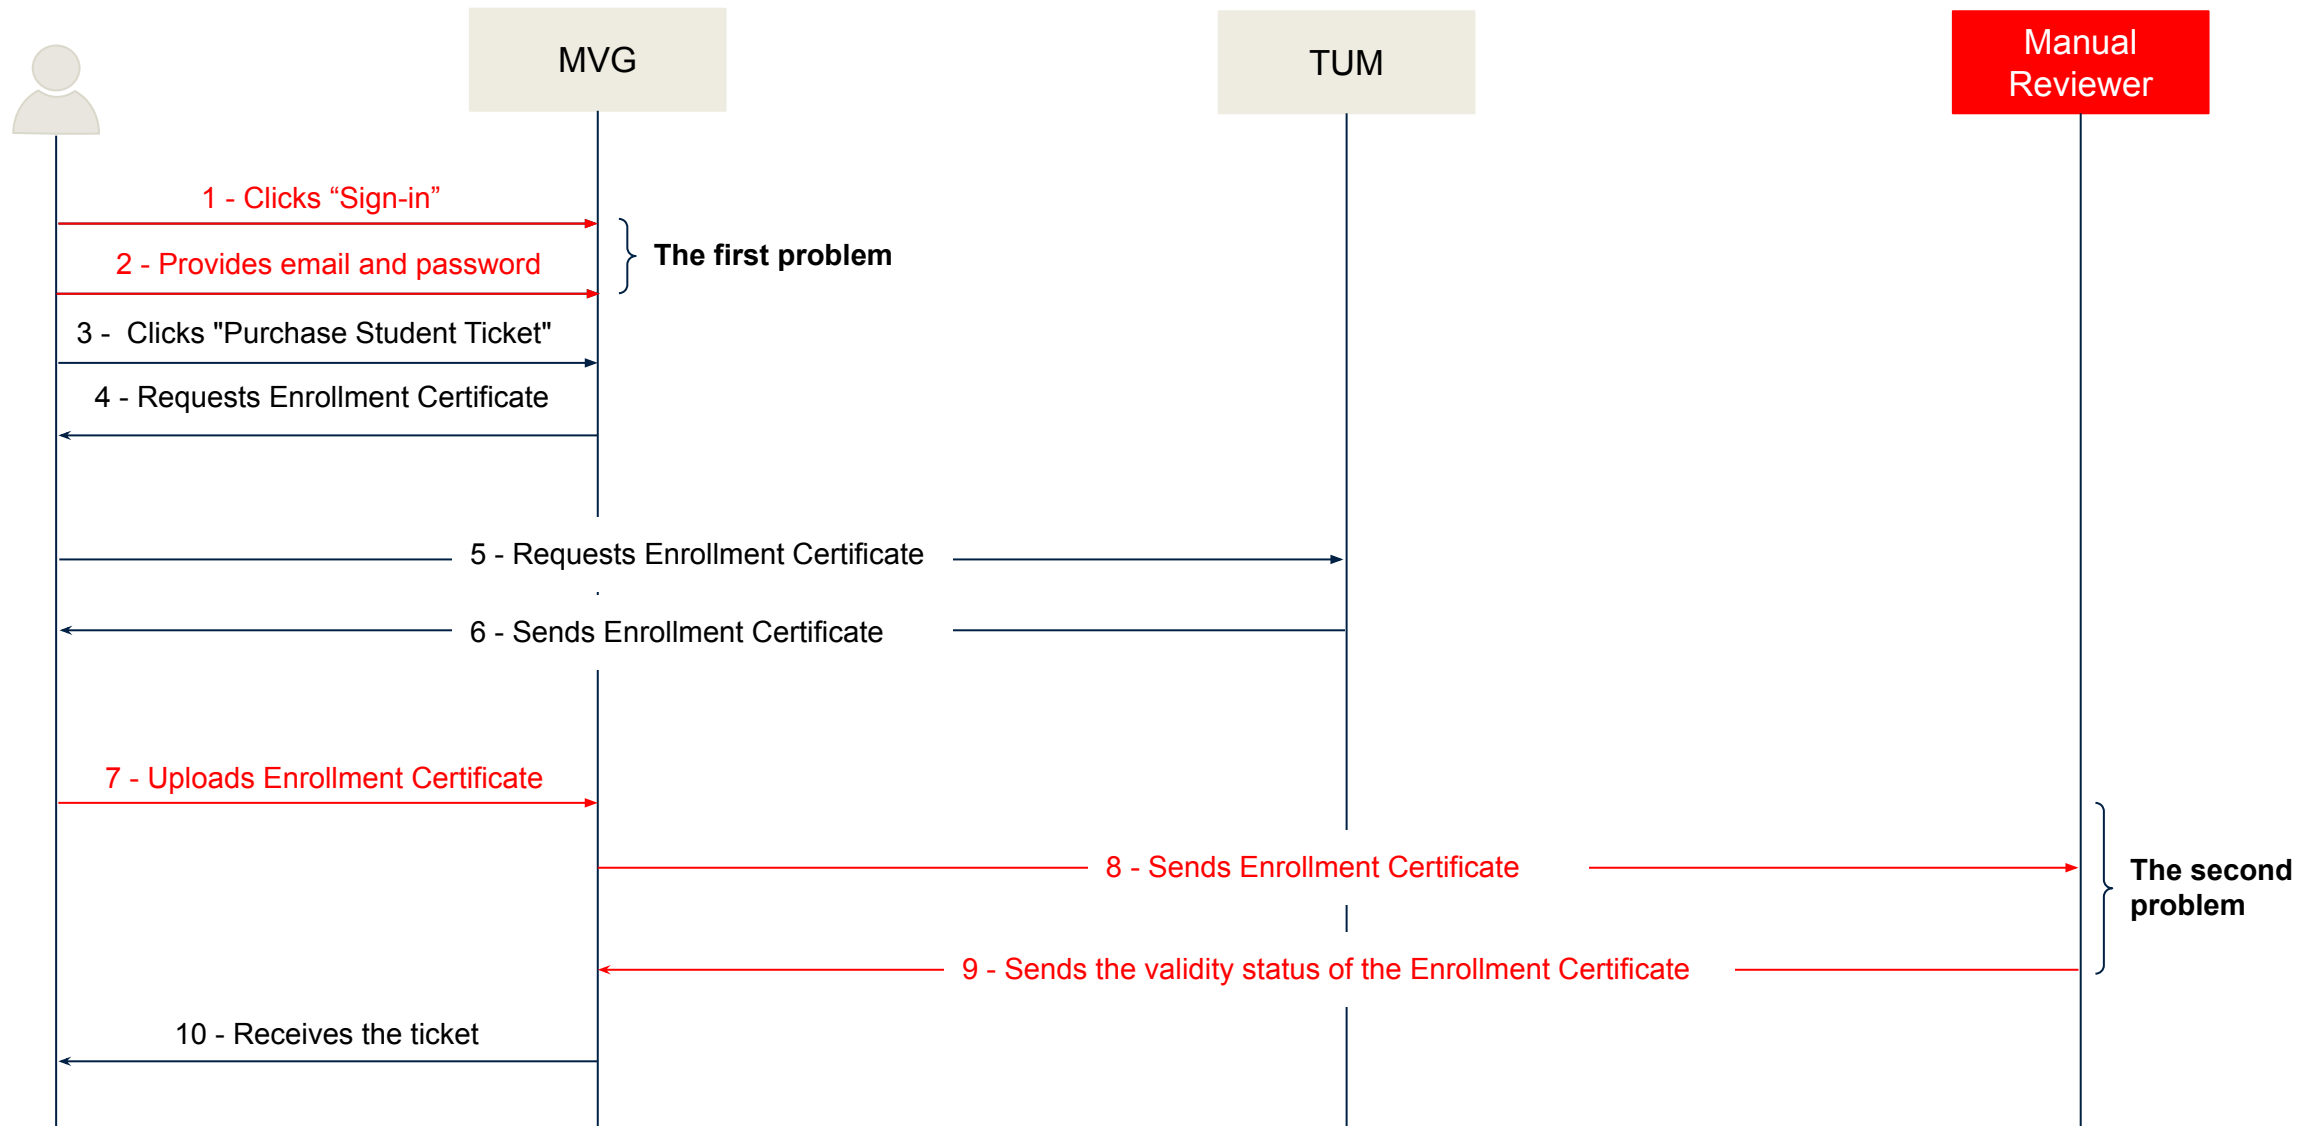 MVG
TUM
Manual
Reviewer
1 - Clicks “Sign-in”
The first problem
2 - Provides email and password
3 -  Clicks "Purchase Student Ticket"
4 - Requests Enrollment Certificate
5 - Requests Enrollment Certificate
6 - Sends Enrollment Certificate
7 - Uploads Enrollment Certificate
8 - Sends Enrollment Certificate
The second
problem
9 - Sends the validity status of the Enrollment Certificate
10 - Receives the ticket